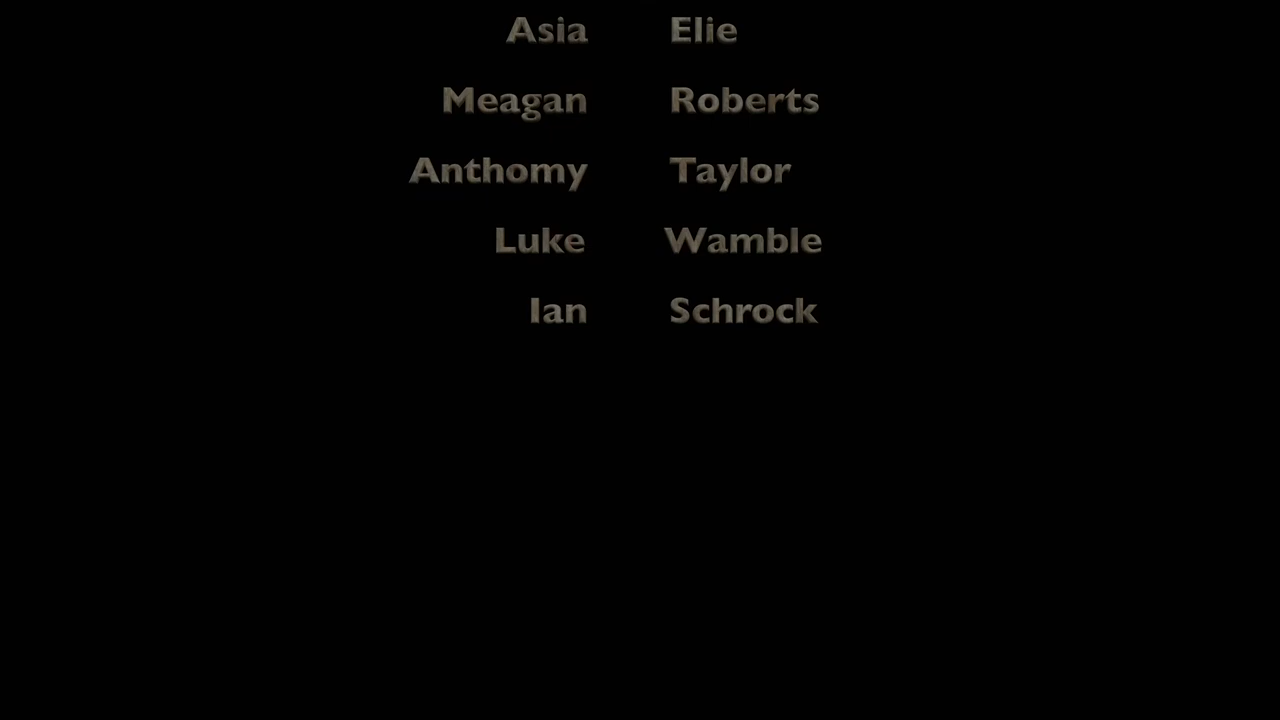 Asia Elie
Meagan Roberts
Anthomy Taylor
Luke Wamble
Ian Schrock